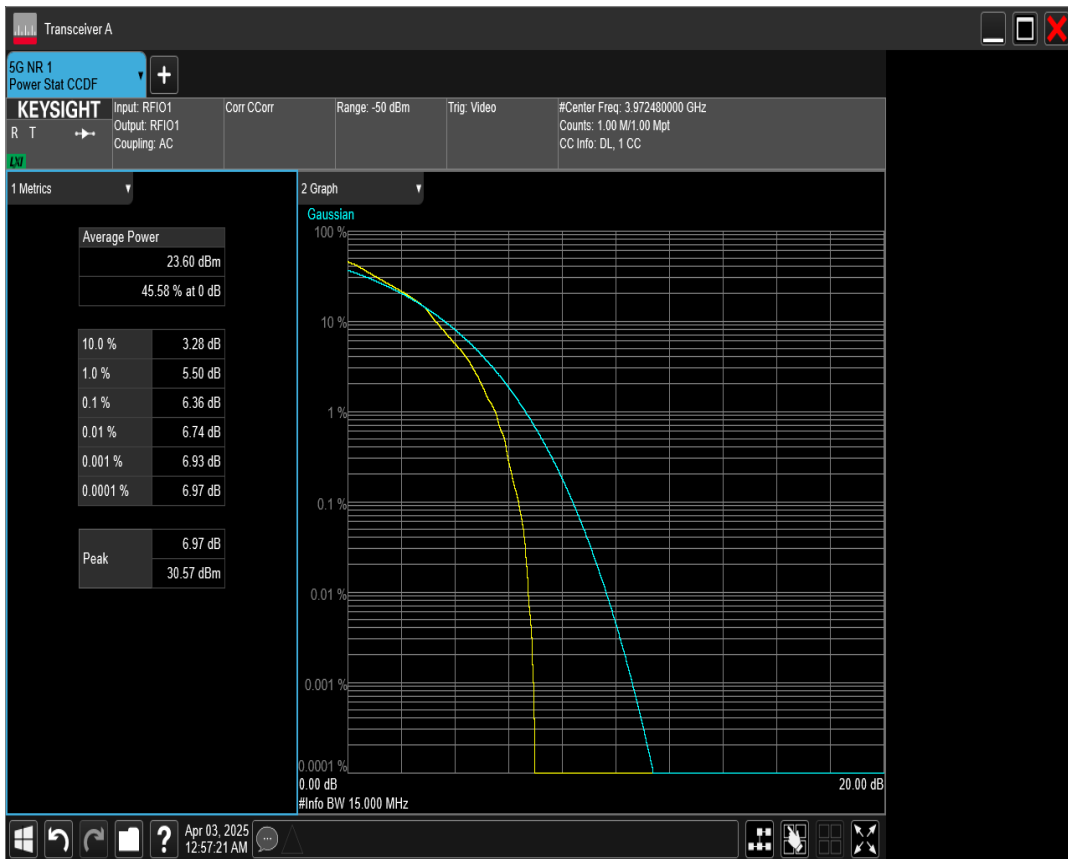 Transceiver A
5G NR 1
Power Stat CCDF
KEYSIGHT
R T
LXI
Input: RFIO1
Output: RFIO1
Coupling: AC
Corr CCorr
Range: -50 dBm
Trig: Video
#Center Freq: 3.972480000 GHz
Counts: 1.00 M/1.00 Mpt
CC Info: DL, 1 CC
1 Metrics
Average Power
23.60 dBm
45.58 % at 0 dB
10.0 % 3.28 dB
1.0 % 5.50 dB
0.1 % 6.36 dB
0.01 % 6.74 dB
0.001 % 6.93 dB
0.0001 % 6.97 dB
Peak
6.97 dB
30.57 dBm
2 Graph
Gaussian
100 %
10 %
1 %
0.1 %
0.01 %
0.001 %
0.0001 %
0.00 dB 20.00 dB
#Info BW 15.000 MHz
? Apr 03, 2025
12:57:21 AM